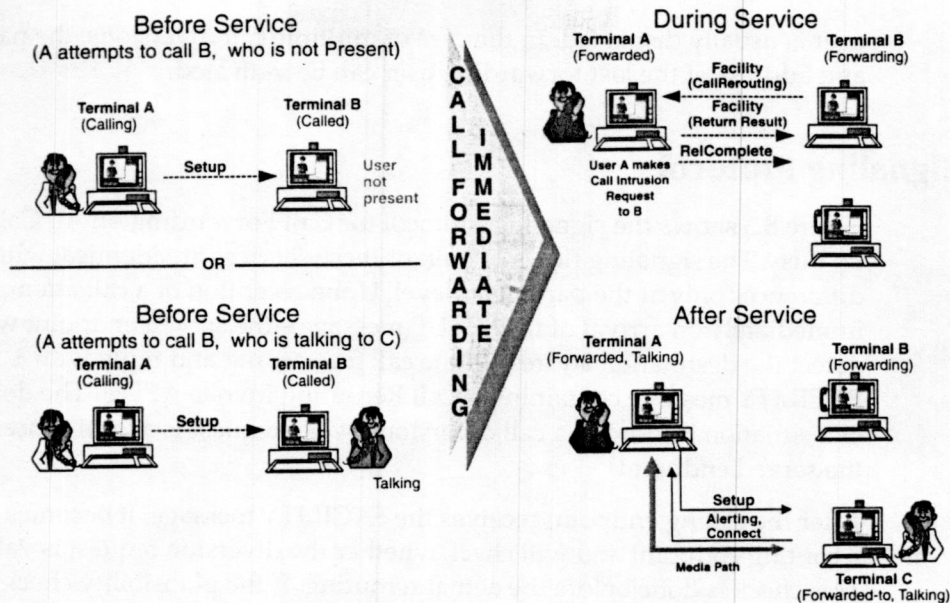 Before Service
(A attempts to call B, who is not Present)
Terminal A
(Calling)
Terminal B
(Called)
Setup
User
not
present
OR
Before Service
(A attempts to call B, who is talking to C)
Terminal A
(Calling)
Terminal B
(Called)
Setup
Talking
CALL FORWARDING
IMMEDIATE
During Service
Terminal A
(Forwarded)
Terminal B
(Forwarding)
Facility
(CallRerouting)
Facility
(Return Result)
RelComplete
User A makes
Call Intrusion
Request
to B
After Service
Terminal A
(Forwarded, Talking)
Terminal B
(Forwarding)
Setup
Alerting,
Connect
Media Path
Terminal C
(Forwarded-to, Talking)